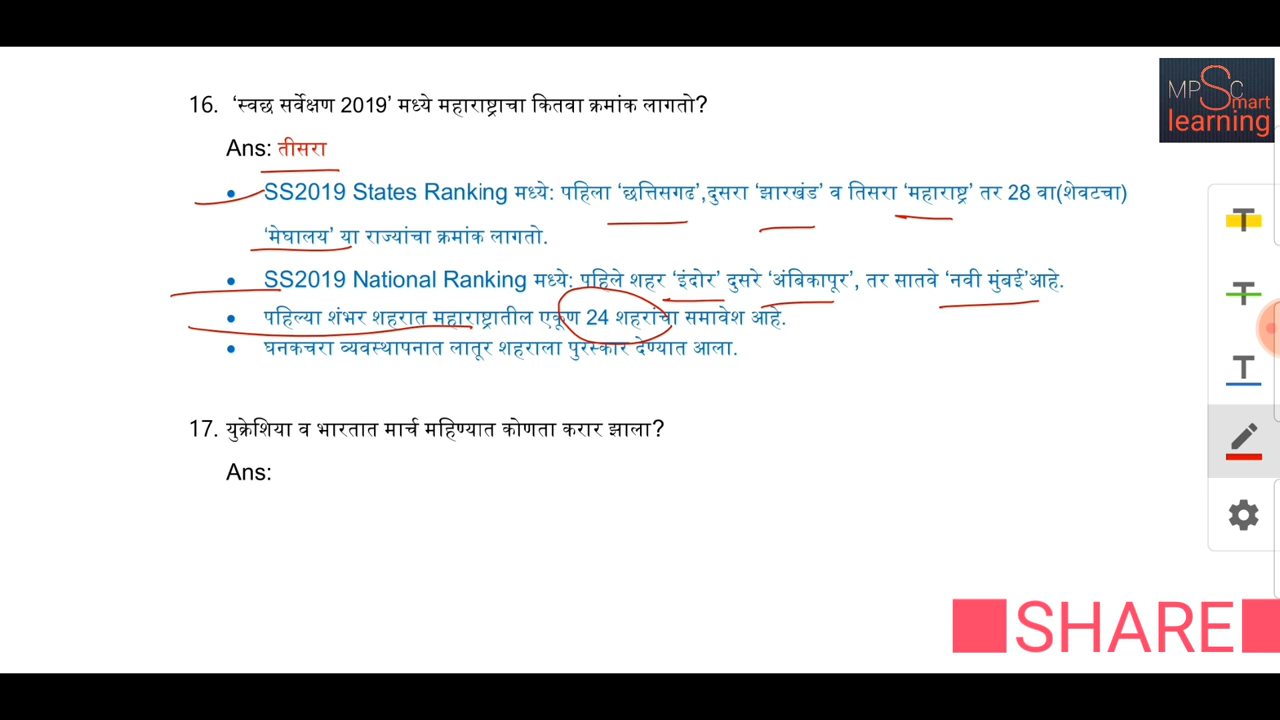 MPSC
Smart
learning
16. ‘स्वछ सर्वेक्षण 2019’ मध्ये महाराष्ट्राचा कितवा क्रमांक लागतो?
Ans: तीसरा
• SS2019 States Ranking मध्ये: पहिला ‘छत्तिसगढ’,दुसरा ‘झारखंड’ व तिसरा ‘महाराष्ट्र’ तर 28 वा(शेवटचा)
‘मेघालय’ या राज्यांचा क्रमांक लागतो.
• SS2019 National Ranking मध्ये: पहिले शहर ‘इंदोर’ दुसरे ‘अंबिकापूर’, तर सातवे ‘नवी मुंबई’आहे.
• पहिल्या शंभर शहरात महाराष्ट्रातील एकूण 24 शहरांचा समावेश आहे.
• घनकचरा व्यवस्थापनात लातूर शहराला पुरस्कार देण्यात आला.
17. युक्रेशिया व भारतात मार्च महिण्यात कोणता करार झाला?
Ans:
T
T
T
SHARE